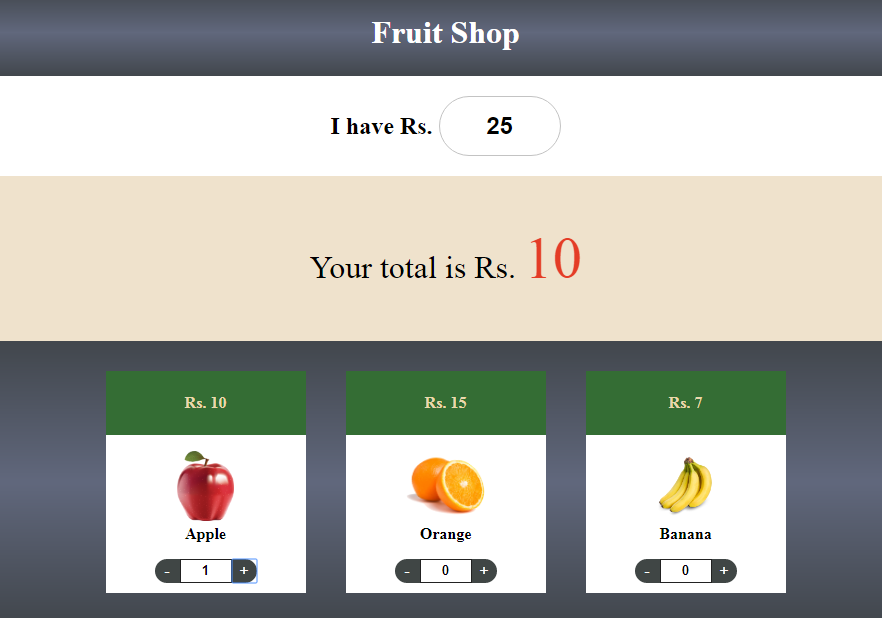 Fruit Shop
I have Rs. 25
Your total is Rs. 10
Rs. 10 Rs. 15 Rs. 7
Apple Orange Banana
- 1 + - 0 + - 0 +